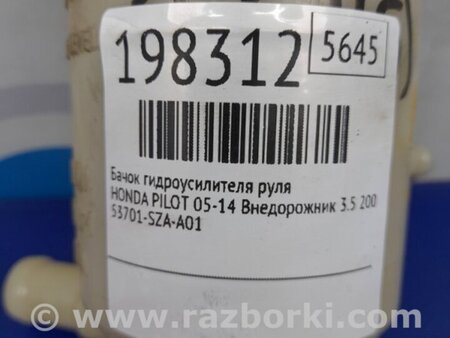 198312 5645
Бачок гидроусилителя руля
HONDA PILOT 05-14 Внедорожник 3.5 200
53701-SZA-A01
www.razborki.com